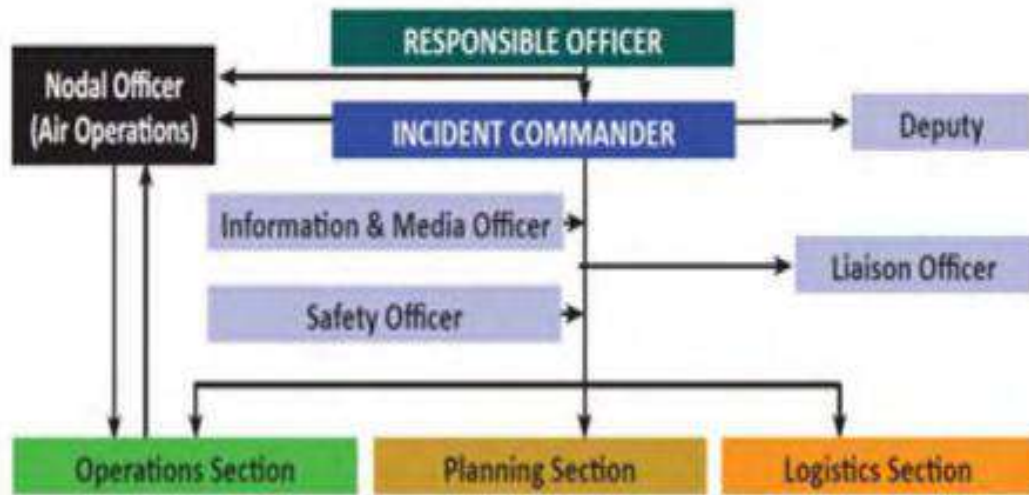 RESPONSIBLE OFFICER
Nodal Officer
(Air Operations)
INCIDENT COMMANDER
Deputy
Information & Media Officer
Liaison Officer
Safety Officer
Operations Section
Planning Section
Logistics Section